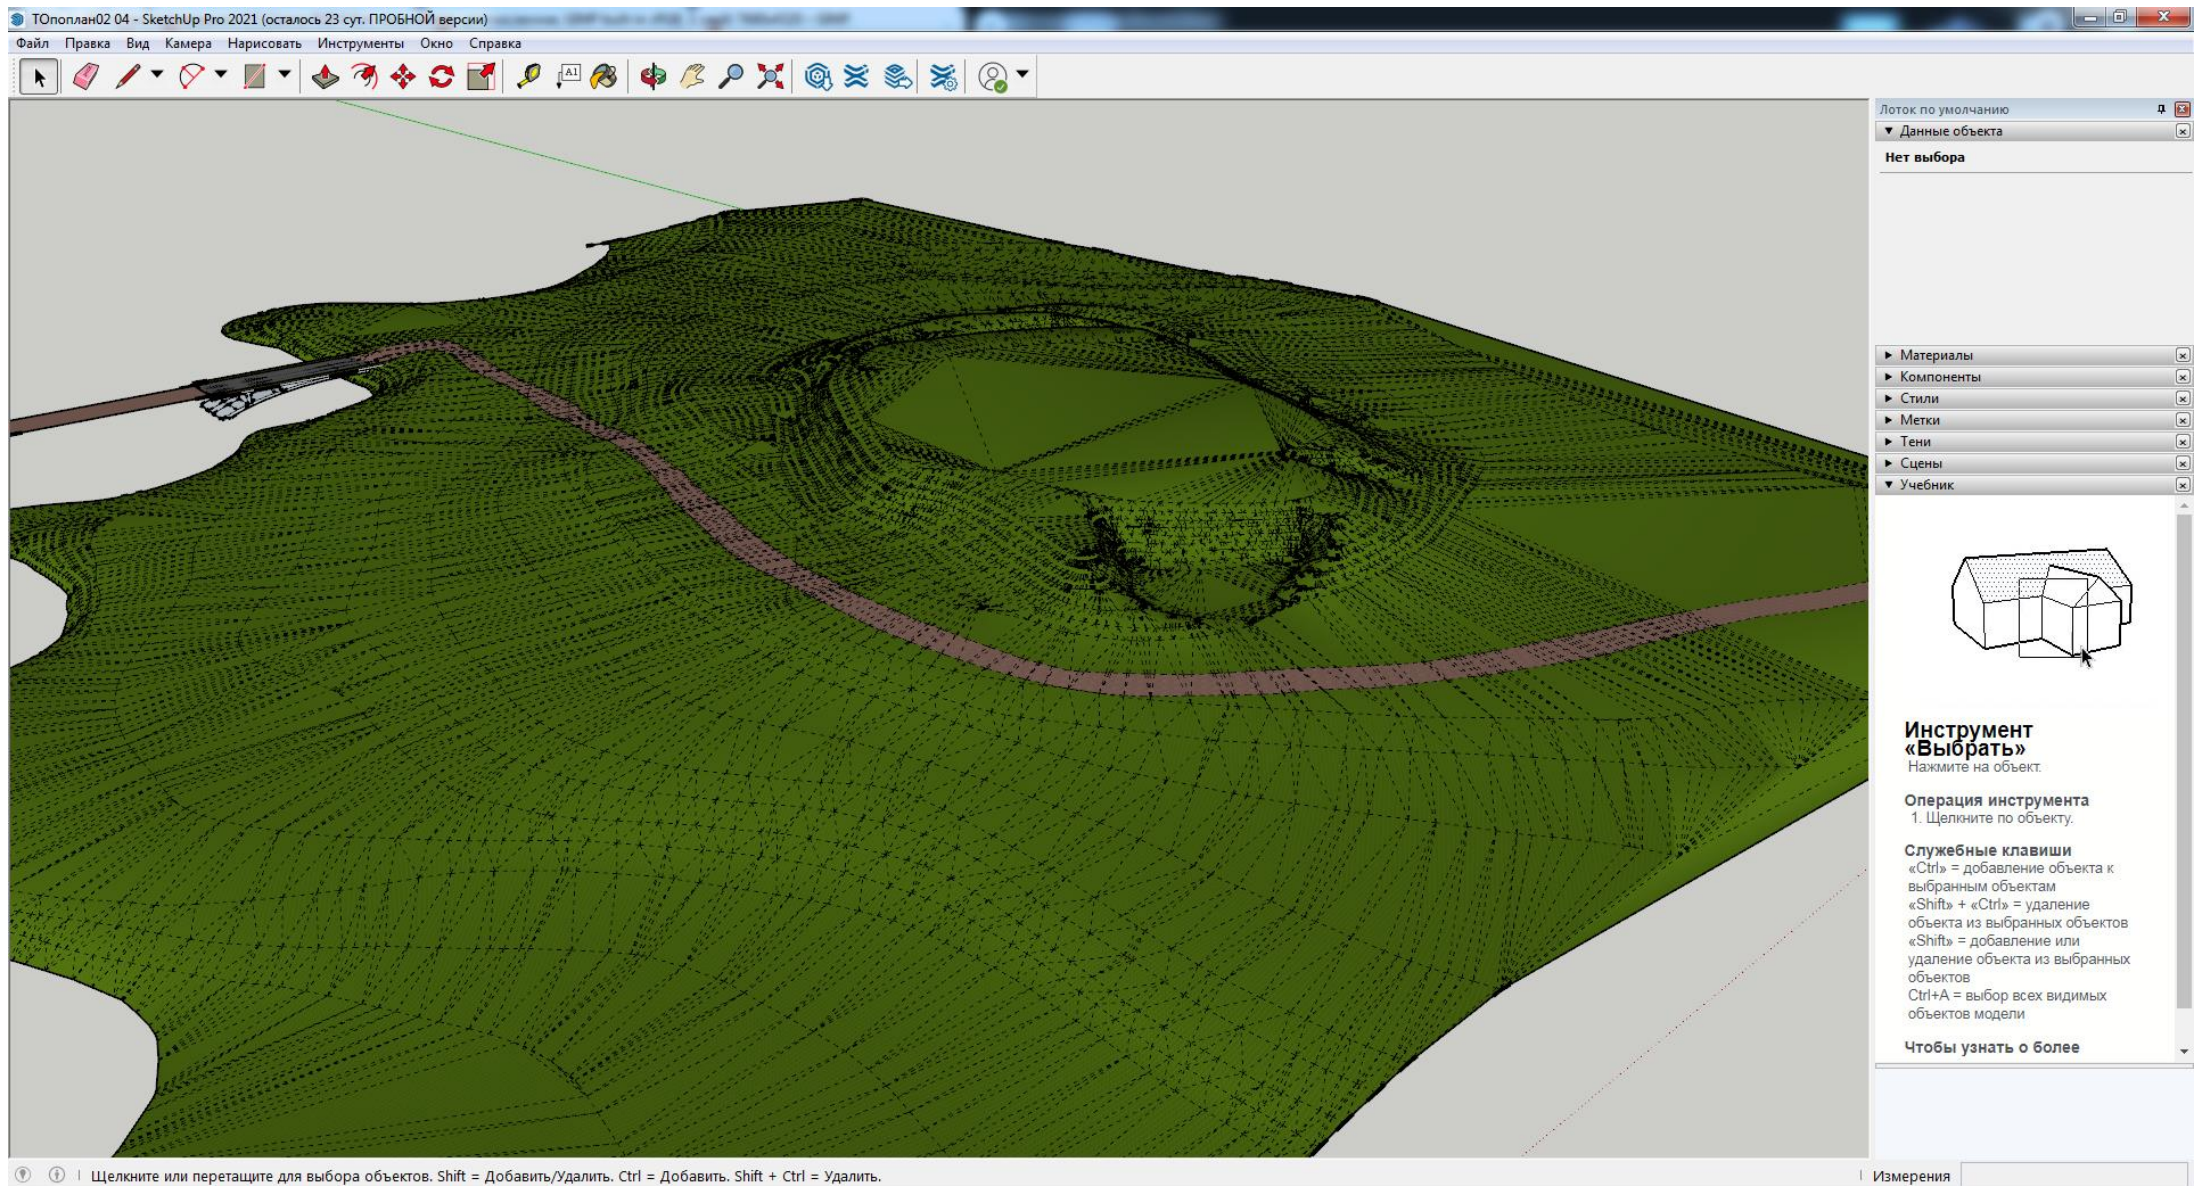 ТОпоплан02 04 - SketchUp Pro 2021 (осталось 23 сут. ПРОБНОЙ версии)
Файл Правка Вид Камера Нарисовать Инструменты Окно Справка
A1
Лоток по умолчанию
Данные объекта
Нет выбора
Материалы
Компоненты
Стили
Метки
Тени
Сцены
Учебник
Инструмент
«Выбрать»
Нажмите на объект.
Операция инструмента
1. Щелкните по объекту.
Служебные клавиши
«Ctrl» = добавление объекта к
выбранным объектам
«Shift» + «Ctrl» = удаление
объекта из выбранных объектов
«Shift» = добавление или
удаление объекта из выбранных
объектов
Ctrl+A = выбор всех видимых
объектов модели
Чтобы узнать о более
Щелкните или перетащите для выбора объектов. Shift = Добавить/Удалить. Ctrl = Добавить. Shift + Ctrl = Удалить.
Измерения